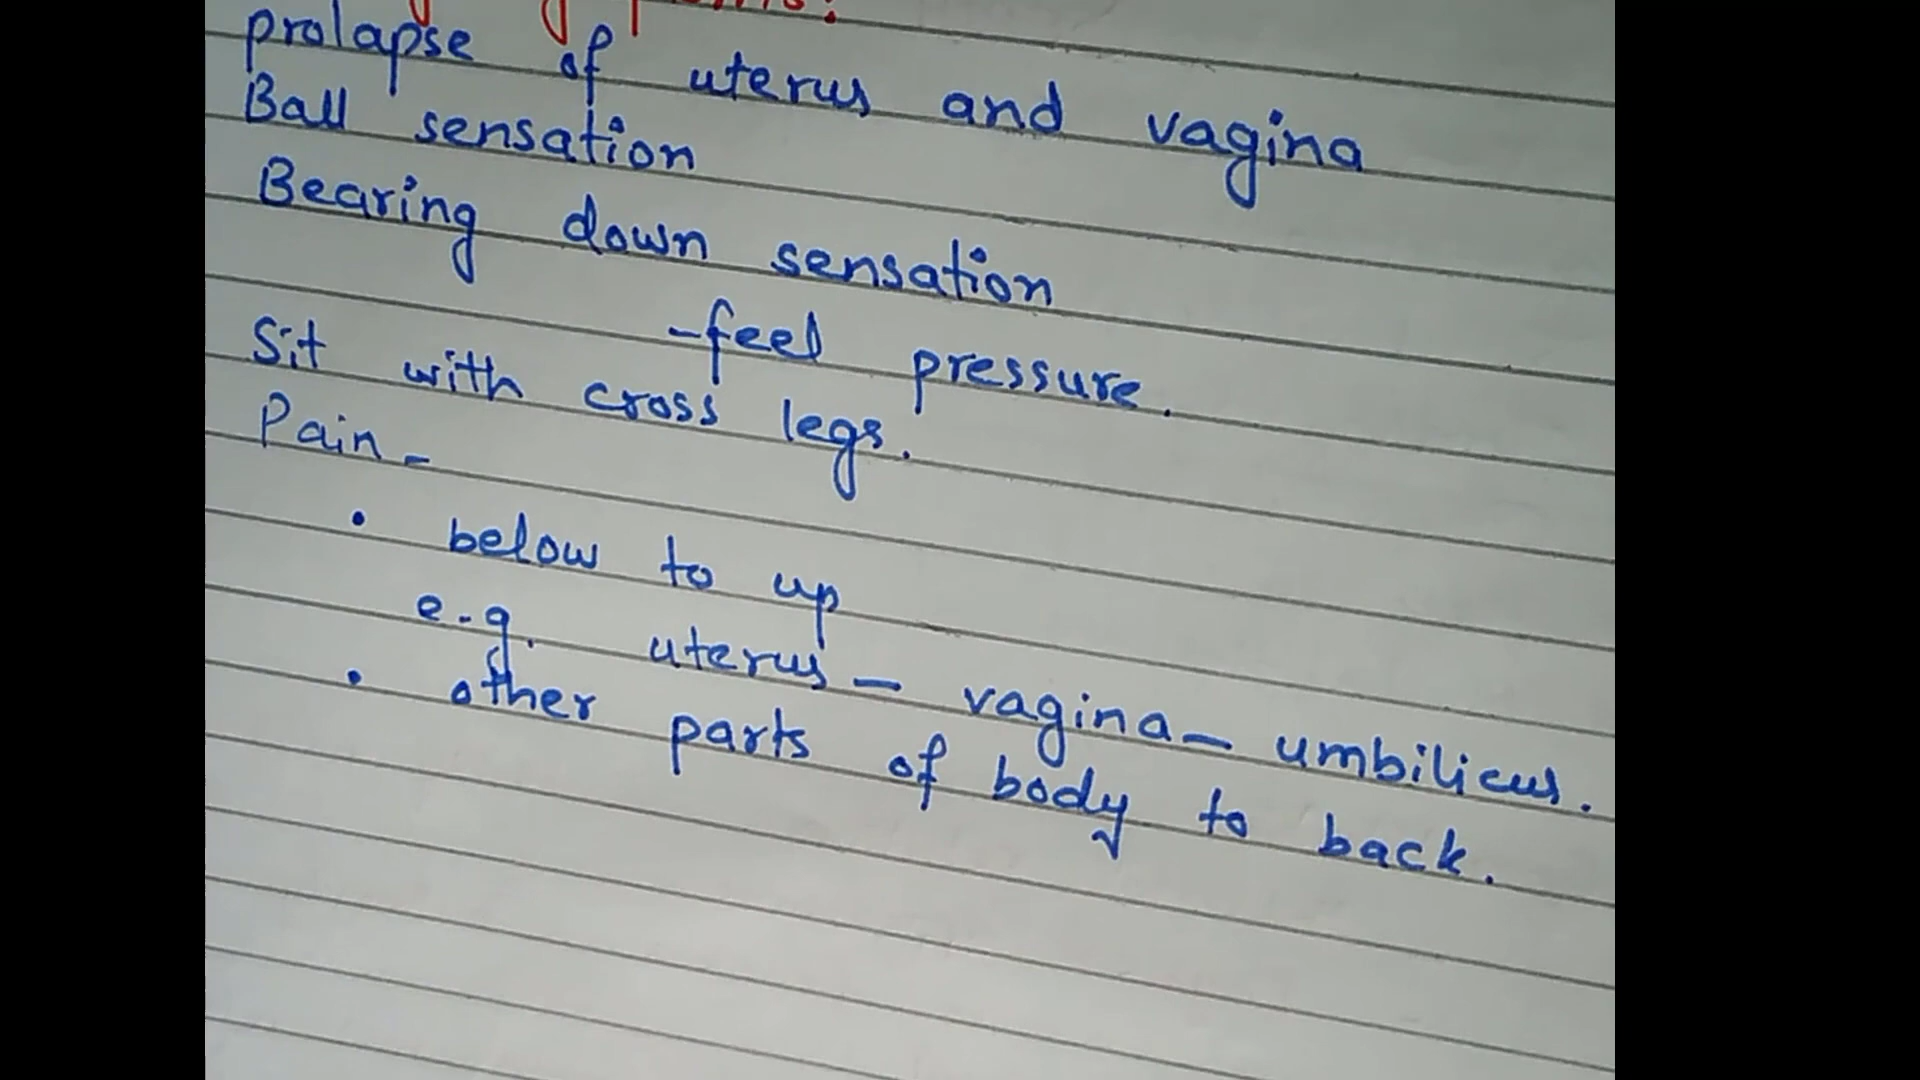 prolapse of uterus and vagina
Ball sensation
Bearing down sensation
-feel pressure.
Sit with cross legs.
Pain-
• below to up
e.g. uterus - vagina - umbilicus.
• other parts of body to back.